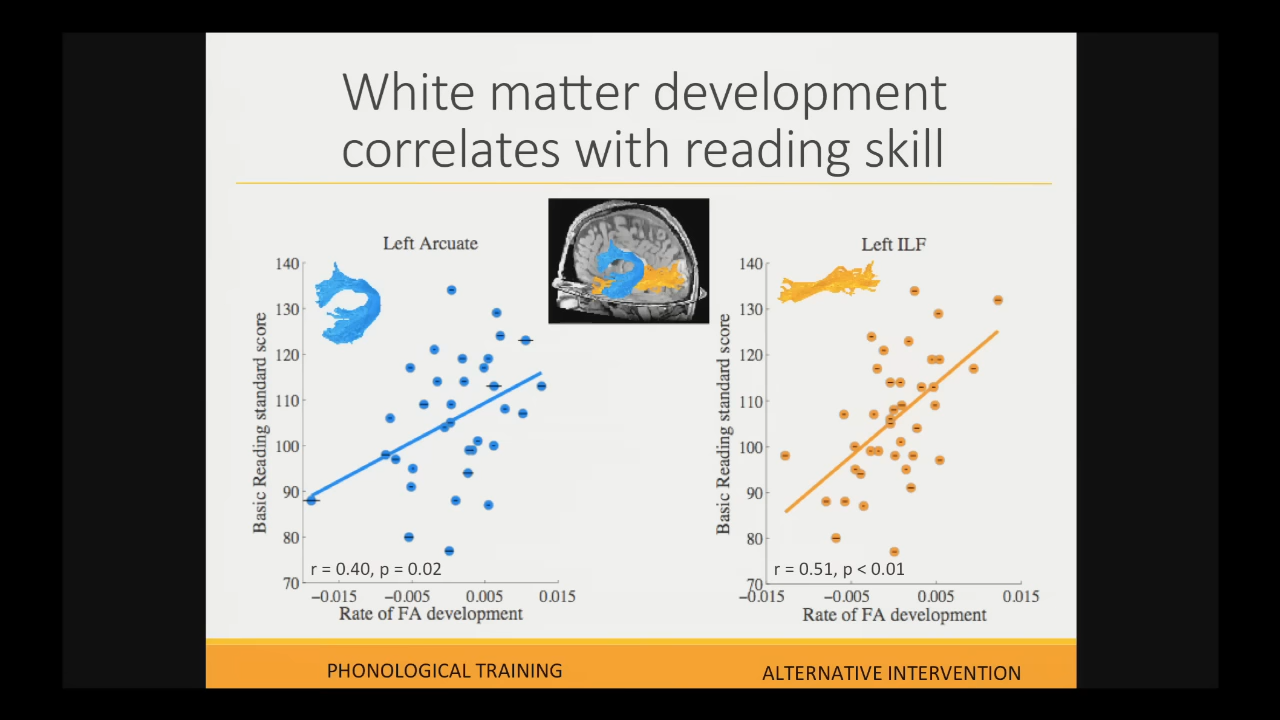 White matter development
correlates with reading skill
Left Arcuate
Basic Reading standard score
140
130
120
110
100
90
80
70
r = 0.40, p = 0.02
−0.015
−0.005
0.005
0.015
Rate of FA development
Left ILF
Basic Reading standard score
140
130
120
110
100
90
80
70
r = 0.51, p < 0.01
−0.015
−0.005
0.005
0.015
Rate of FA development
PHONOLOGICAL TRAINING
ALTERNATIVE INTERVENTION